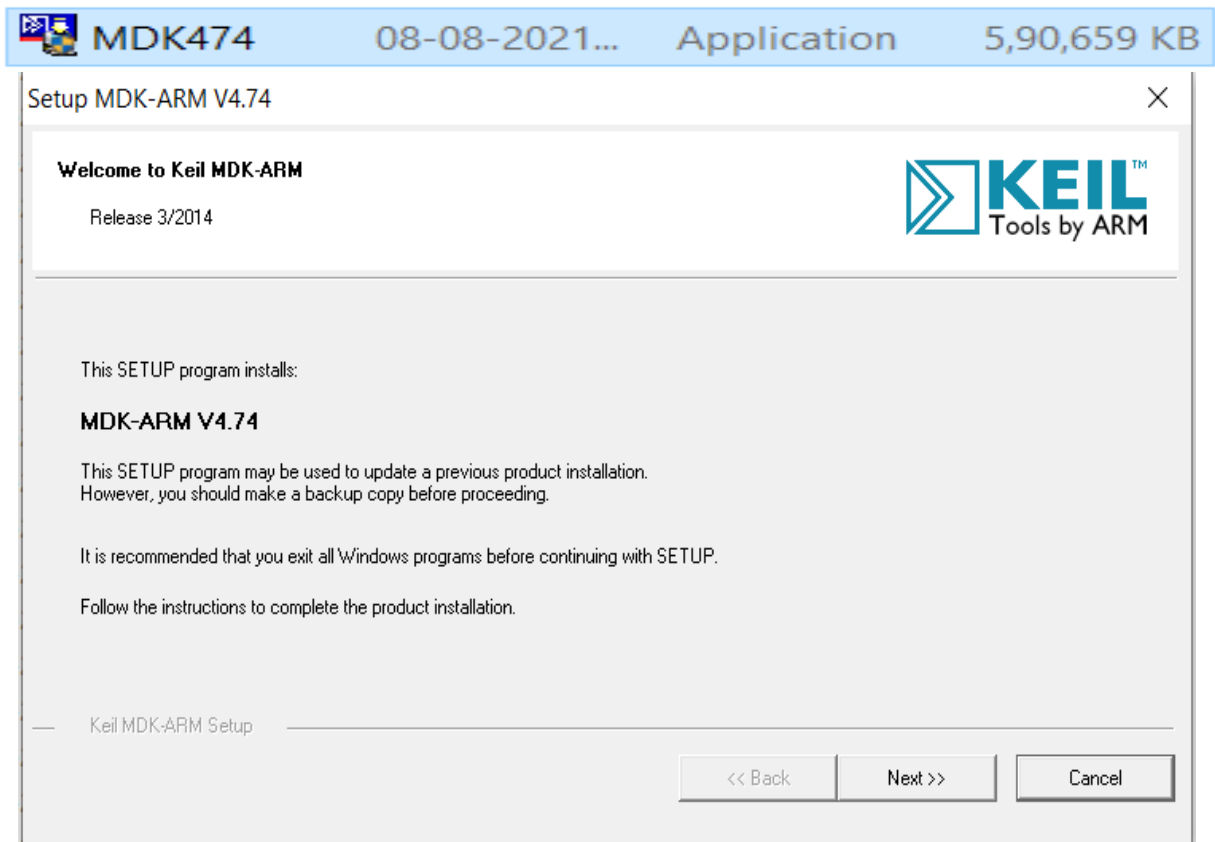 MDK474 08-08-2021... Application 5,90,659 KB
Setup MDK-ARM V4.74
Welcome to Keil MDK-ARM
Release 3/2014
KEIL™
Tools by ARM
This SETUP program installs:
MDK-ARM V4.74
This SETUP program may be used to update a previous product installation.
However, you should make a backup copy before proceeding.
It is recommended that you exit all Windows programs before continuing with SETUP.
Follow the instructions to complete the product installation.
Keil MDK-ARM Setup
<< Back Next >> Cancel